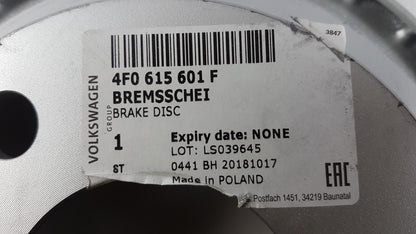 3847
VOLKSWAGEN
GROUP
4F0 615 601 F
BREMSSCHEI
BRAKE DISC
1
ST
Expiry date: NONE
LOT: LS039645
0441 BH 20181017
Made in POLAND
EAC
Postfach 1451, 34219 Baunatal